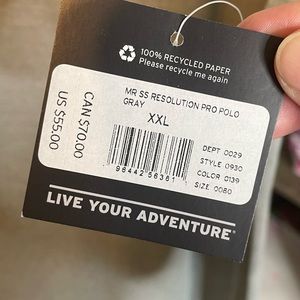 100% RECYCLED PAPER
Please recycle me again
MR SS RESOLUTION PRO POLO
GRAY
XXL
DEPT 0029
STYLE 0930
COLOR 0139
SIZE 0080
CAN $70.00
US $55.00
LIVE YOUR ADVENTURE